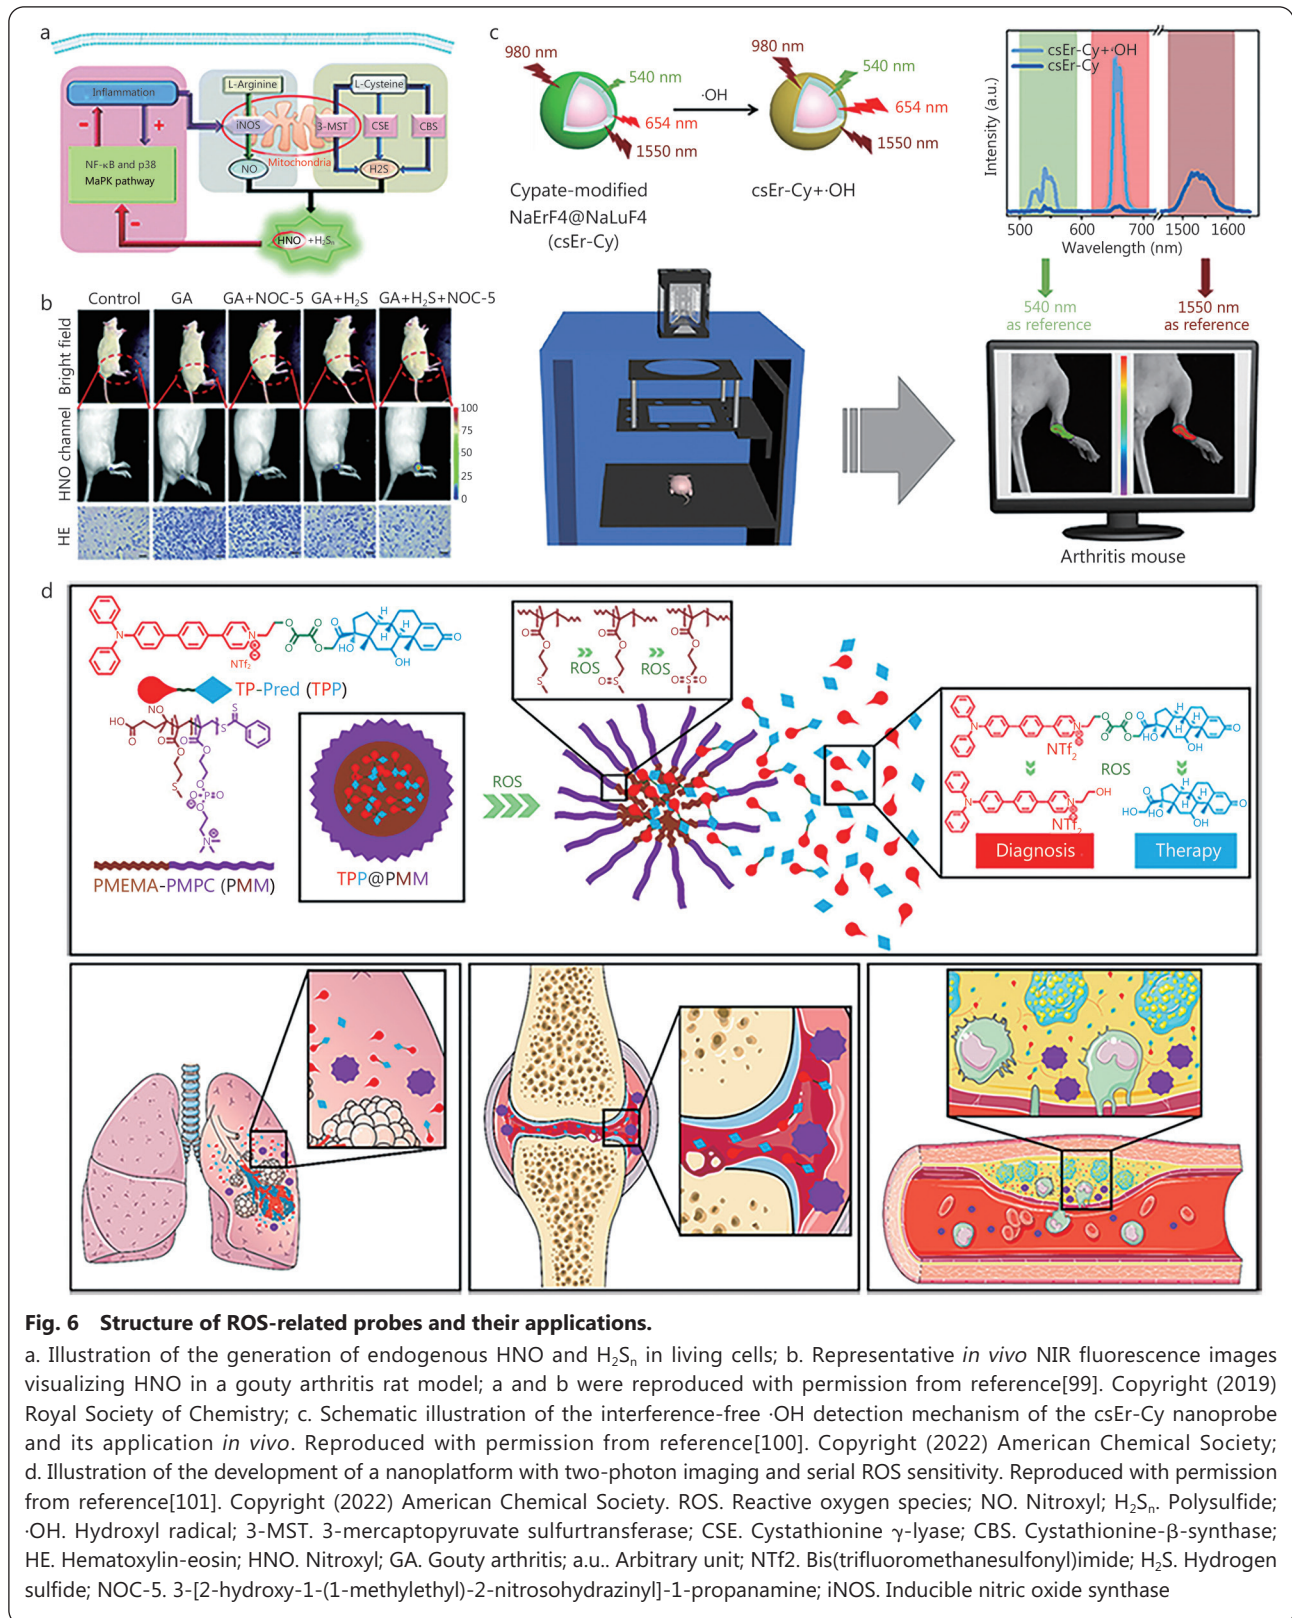 a
Inflammation
NF-κB and p38
MaPK pathway
L-Arginine
iNOS
NO
L-Cysteine
3-MST
CSE
CBS
Mitochondria
H2S
HNO +H₂Sₙ
b
Control
GA
GA+NOC-5
GA+H₂S
GA+H₂S+NOC-5
Bright field
HNO channel
HE
100
75
50
25
0
c
980 nm
540 nm
654 nm
1550 nm
·OH
980 nm
540 nm
654 nm
1550 nm
Cypate-modified
NaErF4@NaLuF4
(csEr-Cy)
csEr-Cy+·OH
csEr-Cy+·OH
csEr-Cy
Intensity (a.u.)
500
600
700
1500
1600
Wavelength (nm)
540 nm
as reference
1550 nm
as reference
Arthritis mouse
d
N
NTf₂
N
O
O
O
O
O
OH
OH
O
TP-Pred (TPP)
NO
HO
O
O
O
S
S
S
O
O
O
O
P
O
N
PMEMA-PMPC (PMM)
TPP@PMM
ROS
O
O
S
ROS
O
O
S
O
ROS
O
O
O
S
O
N
NTf₂
N
O
O
O
O
O
HO
OH
O
ROS
N
NTf₂
N
OH
HO
O
HO
OH
O
Diagnosis
Therapy
Fig. 6 Structure of ROS-related probes and their applications.
a. Illustration of the generation of endogenous HNO and H₂Sₙ in living cells; b. Representative in vivo NIR fluorescence images
visualizing HNO in a gouty arthritis rat model; a and b were reproduced with permission from reference[99]. Copyright (2019)
Royal Society of Chemistry; c. Schematic illustration of the interference-free ·OH detection mechanism of the csEr-Cy nanoprobe
and its application in vivo. Reproduced with permission from reference[100]. Copyright (2022) American Chemical Society;
d. Illustration of the development of a nanoplatform with two-photon imaging and serial ROS sensitivity. Reproduced with permission
from reference[101]. Copyright (2022) American Chemical Society. ROS. Reactive oxygen species; NO. Nitroxyl; H₂Sₙ. Polysulfide;
·OH. Hydroxyl radical; 3-MST. 3-mercaptopyruvate sulfurtransferase; CSE. Cystathionine γ-lyase; CBS. Cystathionine-β-synthase;
HE. Hematoxylin-eosin; HNO. Nitroxyl; GA. Gouty arthritis; a.u.. Arbitrary unit; NTf2. Bis(trifluoromethanesulfonyl)imide; H₂S. Hydrogen
sulfide; NOC-5. 3-[2-hydroxy-1-(1-methylethyl)-2-nitrosohydrazinyl]-1-propanamine; iNOS. Inducible nitric oxide synthase